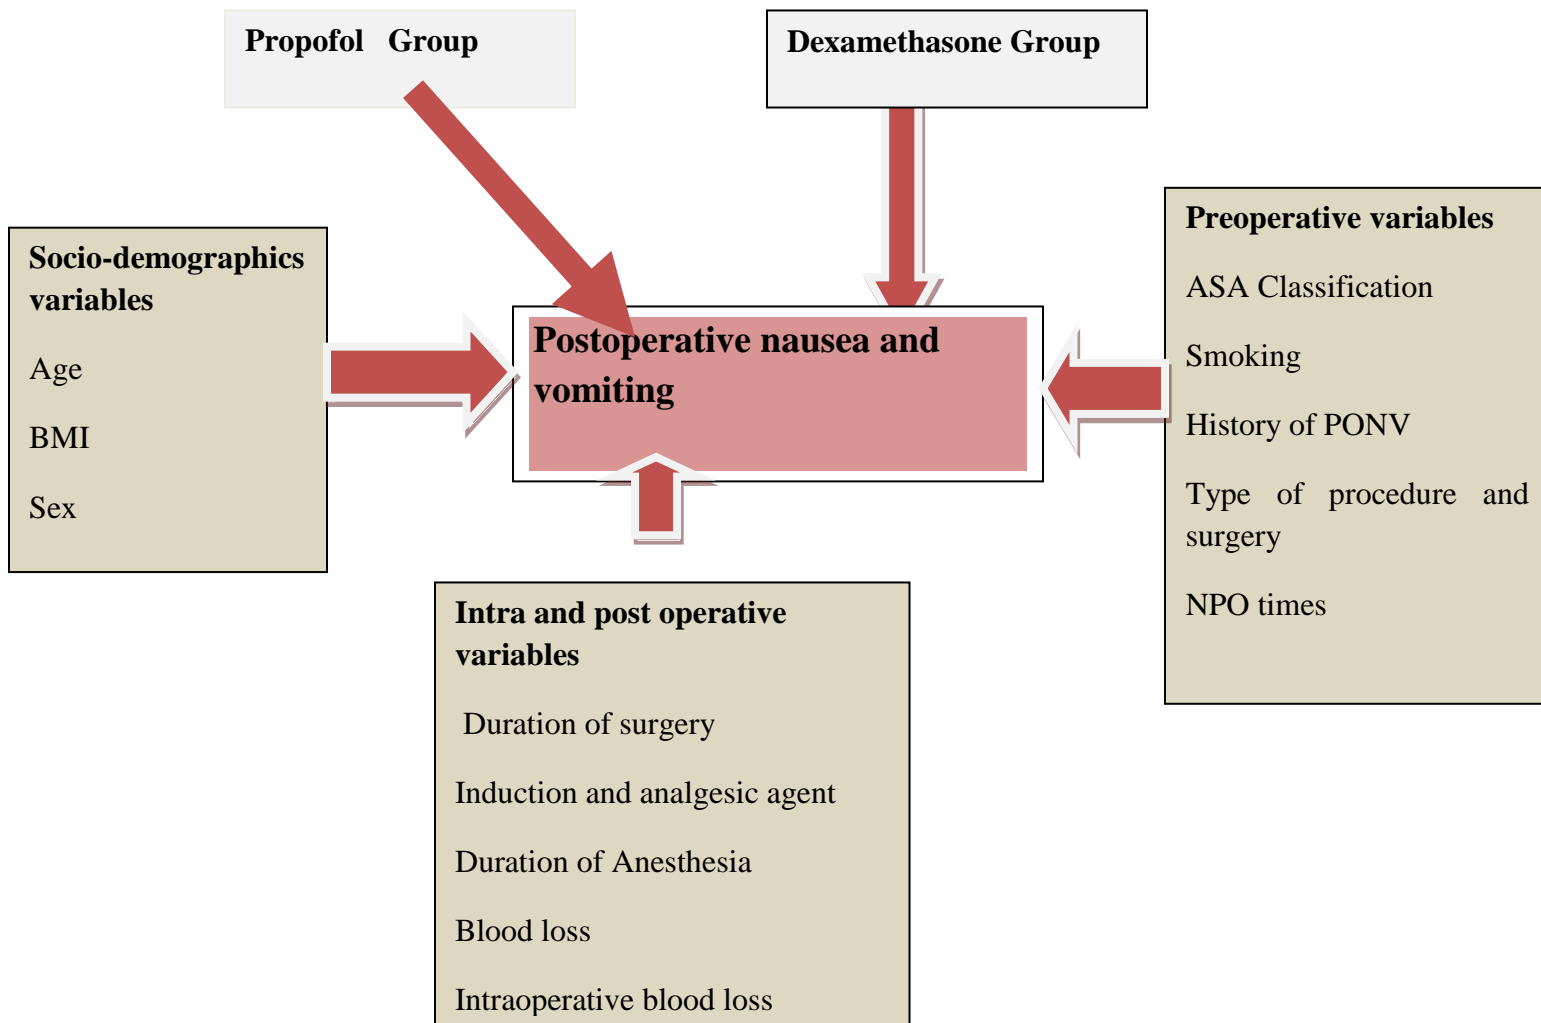 Propofol Group
Dexamethasone Group
Socio-demographics
variables
Age
BMI
Sex
Postoperative nausea and
vomiting
Preoperative variables
ASA Classification
Smoking
History of PONV
Type of procedure and
surgery
NPO times
Intra and post operative
variables
Duration of surgery
Induction and analgesic agent
Duration of Anesthesia
Blood loss
Intraoperative blood loss